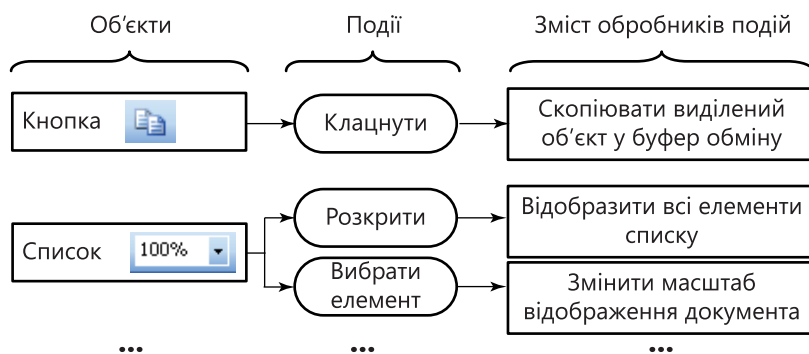 Об’єкти
Події
Зміст обробників подій
Кнопка
Клацнути
Скопіювати виділений
об’єкт у буфер обміну
Список
100%
Розкрити
Відобразити всі елементи
списку
Вибрати
елемент
Змінити масштаб
відображення документа
... ... ...